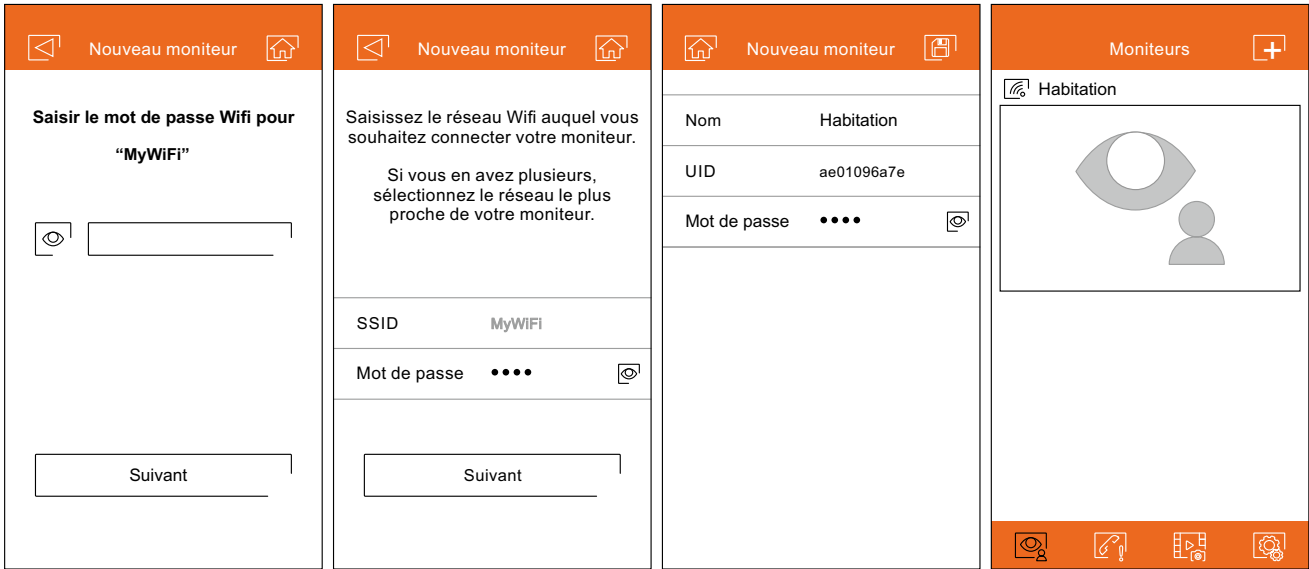 Nouveau moniteur
Saisir le mot de passe Wifi pour
“MyWiFi”
Suivant
Nouveau moniteur
Saisissez le réseau Wifi auquel vous
souhaitez connecter votre moniteur.
Si vous en avez plusieurs,
sélectionnez le réseau le plus
proche de votre moniteur.
SSID MyWiFi
Mot de passe ••••
Suivant
Nouveau moniteur
Nom Habitation
UID ae01096a7e
Mot de passe ••••
Moniteurs
Habitation